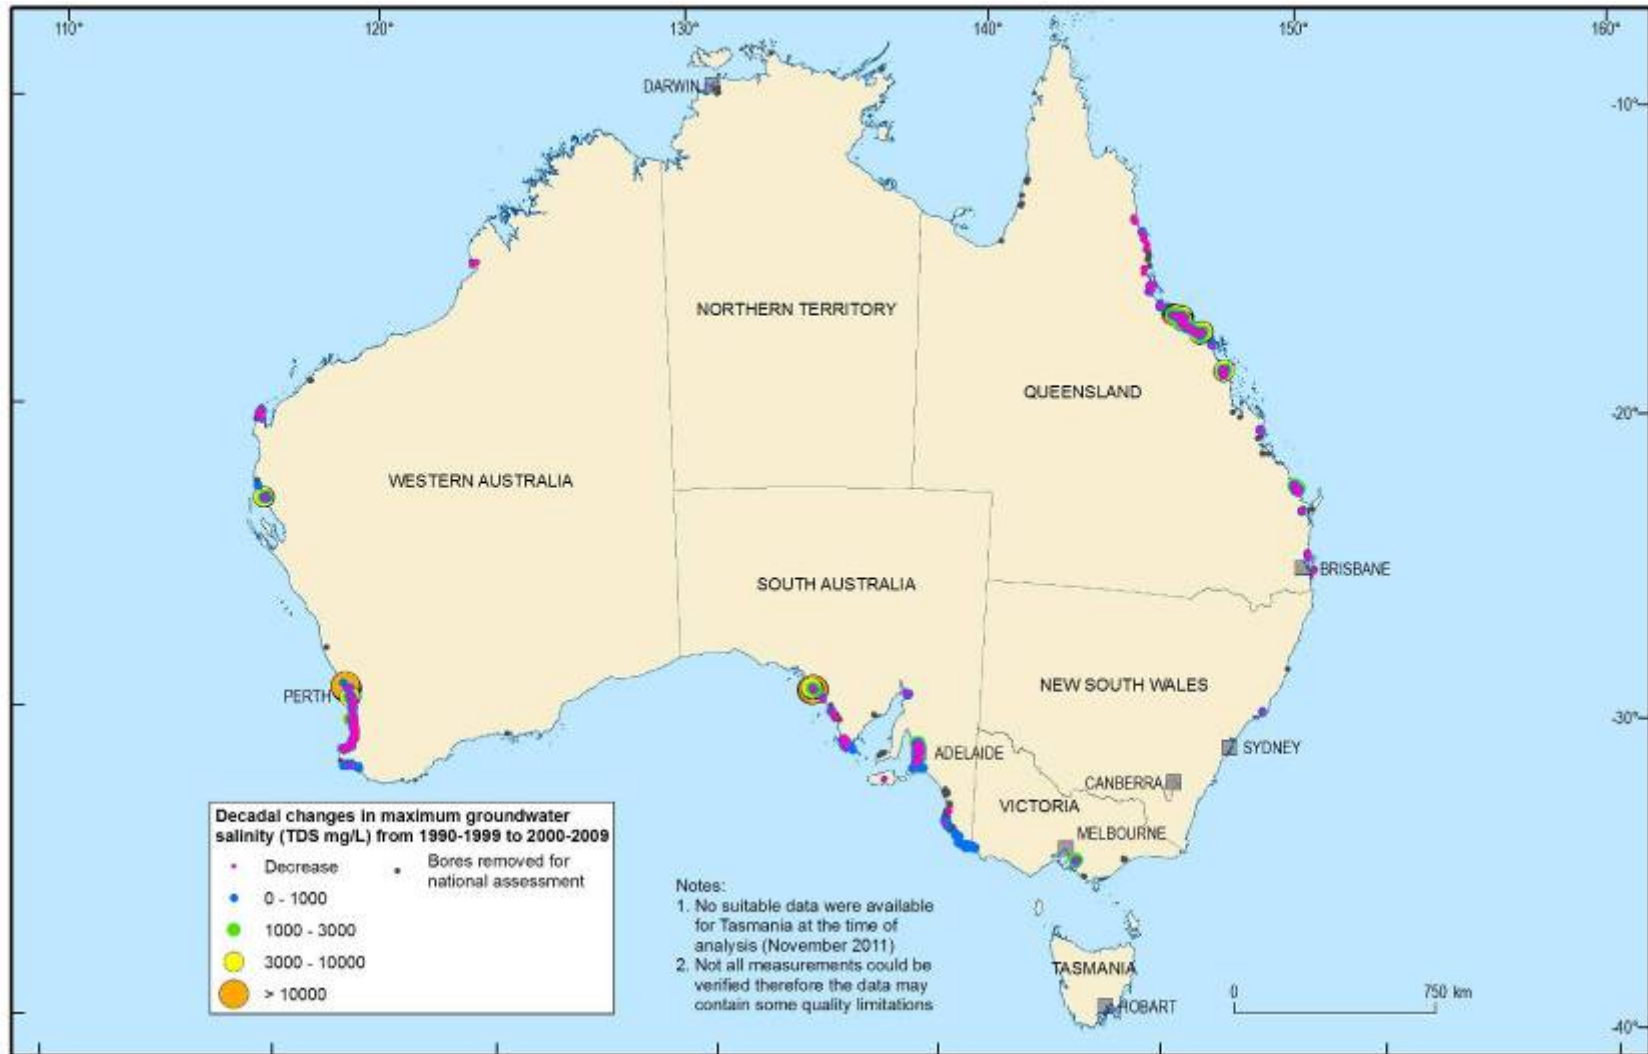 110°
120°
130°
140°
150°
160°
DARWIN
-10°
NORTHERN TERRITORY
QUEENSLAND
-20°
WESTERN AUSTRALIA
SOUTH AUSTRALIA
BRISBANE
NEW SOUTH WALES
PERTH
-30°
ADELAIDE
SYDNEY
CANBERRA
VICTORIA
MELBOURNE
Decadal changes in maximum groundwater
salinity (TDS mg/L) from 1990-1999 to 2000-2009
Decrease
0 - 1000
1000 - 3000
3000 - 10000
> 10000
Bores removed for
national assessment
Notes:
1. No suitable data were available
for Tasmania at the time of
analysis (November 2011)
2. Not all measurements could be
verified therefore the data may
contain some quality limitations
TASMANIA
HOBART
0
750 km
-40°